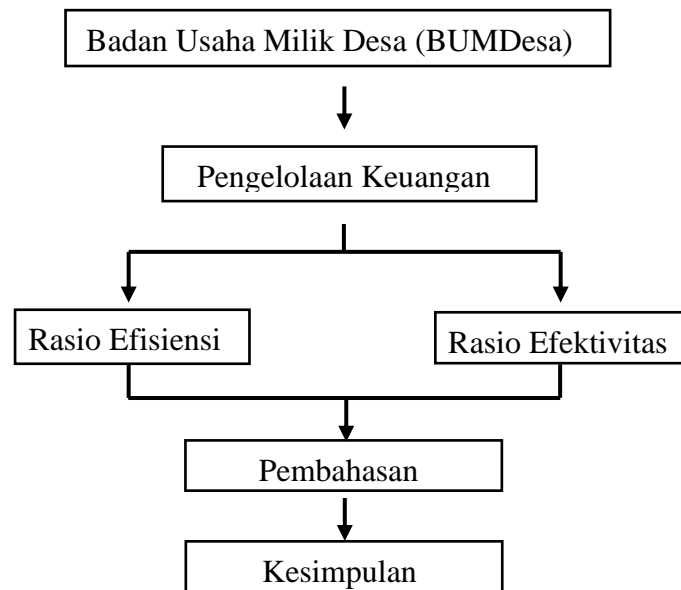 Badan Usaha Milik Desa (BUMDesa)
Pengelolaan Keuangan
Rasio Efisiensi
Rasio Efektivitas
Pembahasan
Kesimpulan